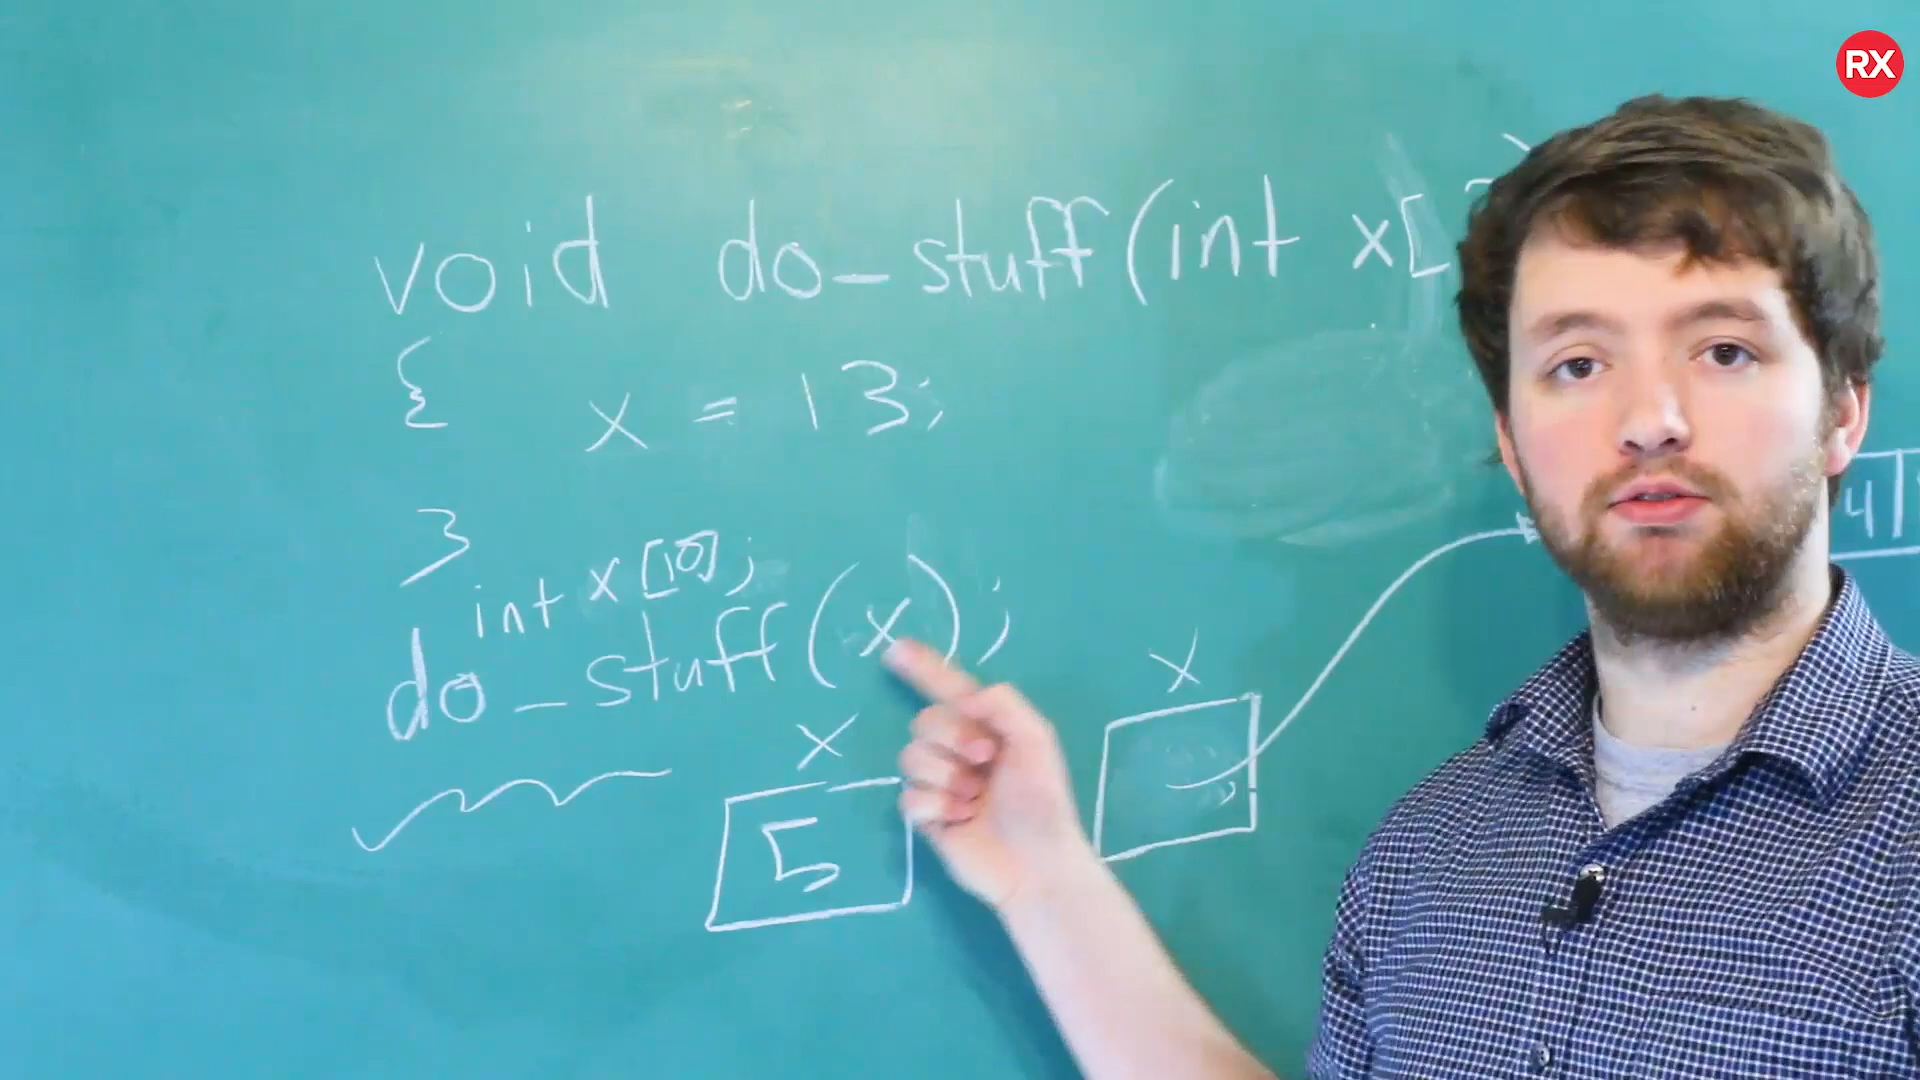 RX
void do_stuff(int x[
{ x = 13;
}
int x[10];
do_stuff(x);
x
x
5
4